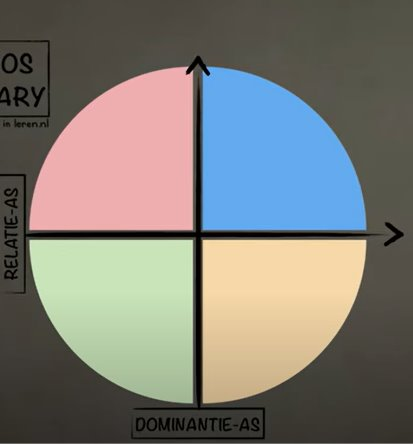 OS
ARY
in leren.nl
RELATIE-AS
DOMINANTIE-AS